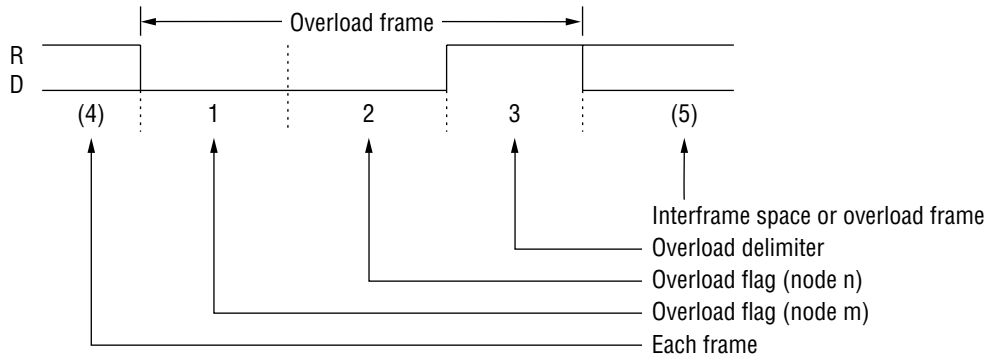 Overload frame
R
D
(4) 1 2 3 (5)
Interframe space or overload frame
Overload delimiter
Overload flag (node n)
Overload flag (node m)
Each frame